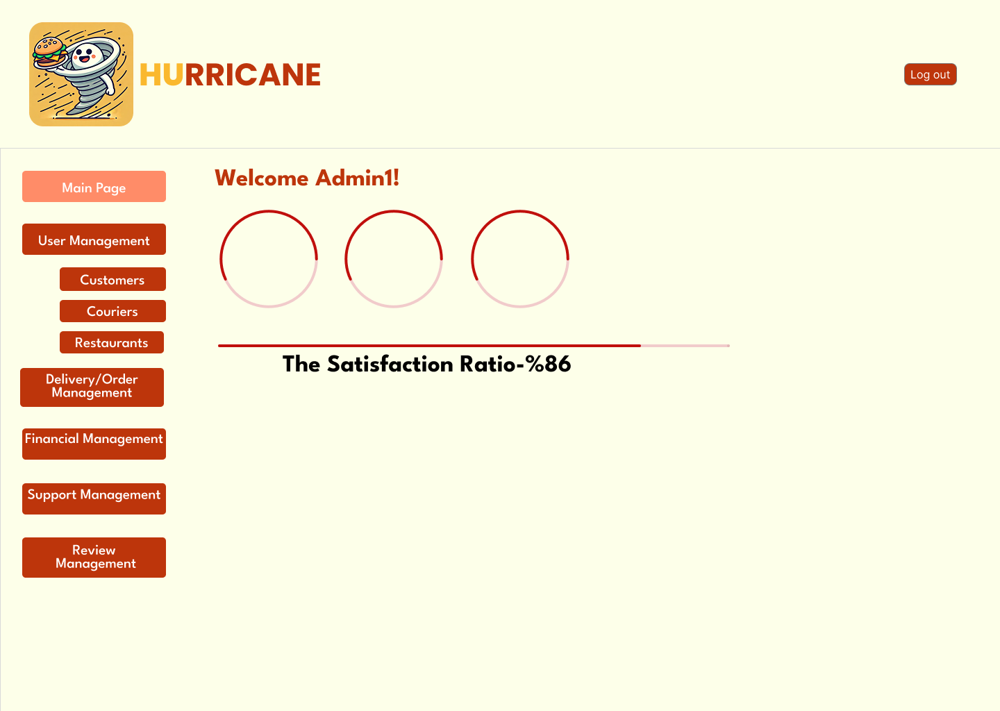 HURRICANE
Log out
Main Page
Welcome Admin1!
User Management
Customers
Couriers
Restaurants
Delivery/Order
Management
Financial Management
Support Management
Review
Management
The Satisfaction Ratio-%86